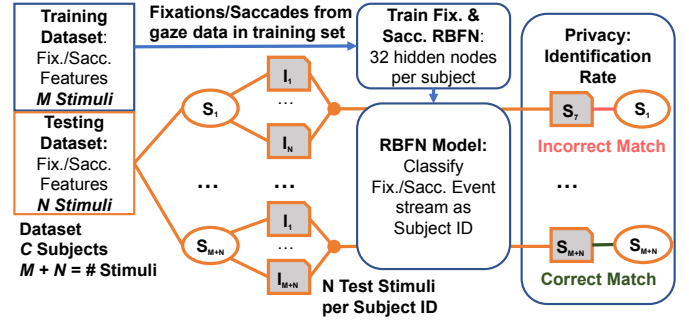 Training
Dataset:
Fix./Sacc.
Features
M Stimuli
Testing
Dataset:
Fix./Sacc.
Features
N Stimuli
Dataset
C Subjects
M + N = # Stimuli
Fixations/Saccades from
gaze data in training set
S1
...
SM+N
I1
...
IN
...
I1
...
IM+N
N Test Stimuli
per Subject ID
Train Fix. &
Sacc. RBFN:
32 hidden nodes
per subject
RBFN Model:
Classify
Fix./Sacc. Event
stream as
Subject ID
Privacy:
Identification
Rate
S7 S1
Incorrect Match
...
SM+N SM+N
Correct Match